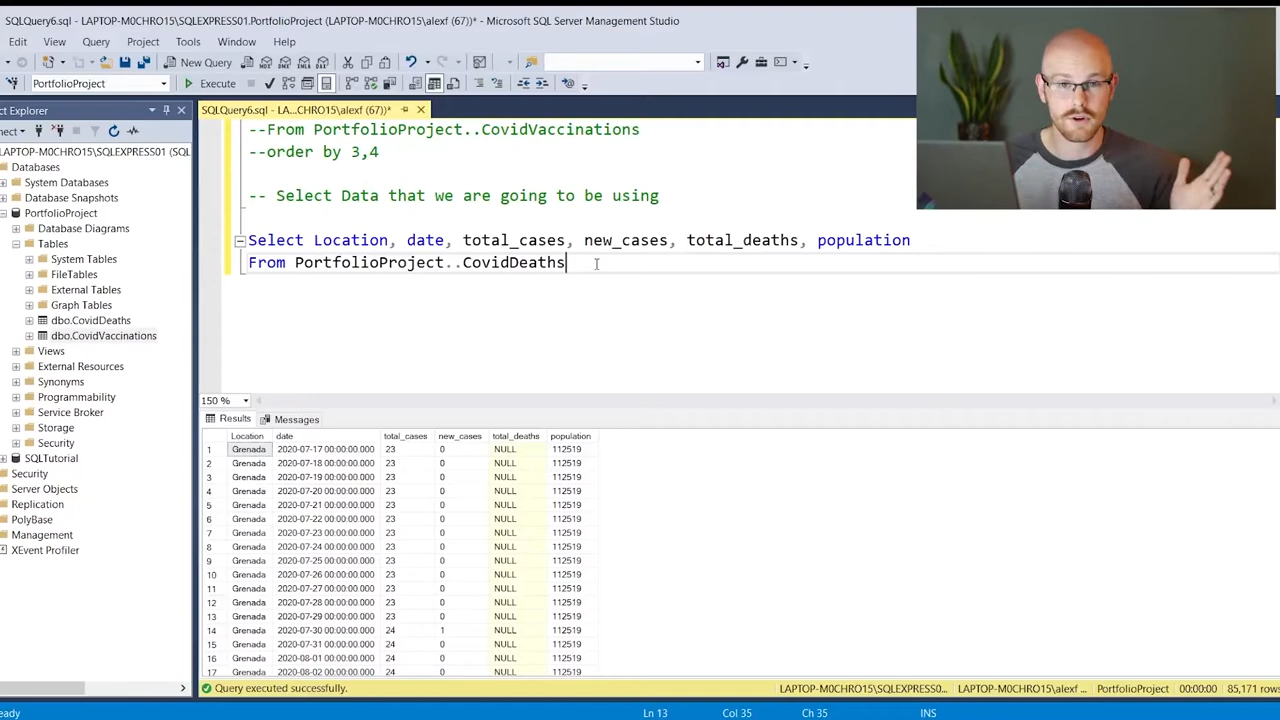 SQLQuery6.sql - LAPTOP-M0CHRO15\SQLEXPRESS01.PortfolioProject (LAPTOP-M0CHRO15\alexf (67))* - Microsoft SQL Server Management Studio
Edit View Query Project Tools Window Help
New Query
PortfolioProject Execute
ct Explorer
SQLQuery6.sql - LA...CHRO15\alexf (67))*
nect
LAPTOP-M0CHRO15\SQLEXPRESS01 (SQL
Databases
System Databases
Database Snapshots
PortfolioProject
Database Diagrams
Tables
System Tables
FileTables
External Tables
Graph Tables
dbo.CovidDeaths
dbo.CovidVaccinations
Views
External Resources
Synonyms
Programmability
Service Broker
Storage
Security
SQLTutorial
Security
Server Objects
Replication
PolyBase
Management
XEvent Profiler
--From PortfolioProject..CovidVaccinations
--order by 3,4
-- Select Data that we are going to be using
Select Location, date, total_cases, new_cases, total_deaths, population
From PortfolioProject..CovidDeaths
150 %
Results Messages
Location date total_cases new_cases total_deaths population
1 Grenada 2020-07-17 00:00:00.000 23 0 NULL 112519
2 Grenada 2020-07-18 00:00:00.000 23 0 NULL 112519
3 Grenada 2020-07-19 00:00:00.000 23 0 NULL 112519
4 Grenada 2020-07-20 00:00:00.000 23 0 NULL 112519
5 Grenada 2020-07-21 00:00:00.000 23 0 NULL 112519
6 Grenada 2020-07-22 00:00:00.000 23 0 NULL 112519
7 Grenada 2020-07-23 00:00:00.000 23 0 NULL 112519
8 Grenada 2020-07-24 00:00:00.000 23 0 NULL 112519
9 Grenada 2020-07-25 00:00:00.000 23 0 NULL 112519
10 Grenada 2020-07-26 00:00:00.000 23 0 NULL 112519
11 Grenada 2020-07-27 00:00:00.000 23 0 NULL 112519
12 Grenada 2020-07-28 00:00:00.000 23 0 NULL 112519
13 Grenada 2020-07-29 00:00:00.000 23 0 NULL 112519
14 Grenada 2020-07-30 00:00:00.000 24 1 NULL 112519
15 Grenada 2020-07-31 00:00:00.000 24 0 NULL 112519
16 Grenada 2020-08-01 00:00:00.000 24 0 NULL 112519
17 Grenada 2020-08-02 00:00:00.000 24 0 NULL 112519
Query executed successfully. LAPTOP-M0CHRO15\SQLEXPRESS0... LAPTOP-M0CHRO15\alexf ... PortfolioProject 00:00:00 85,171 rows
eady Ln 13 Col 35 Ch 35 INS